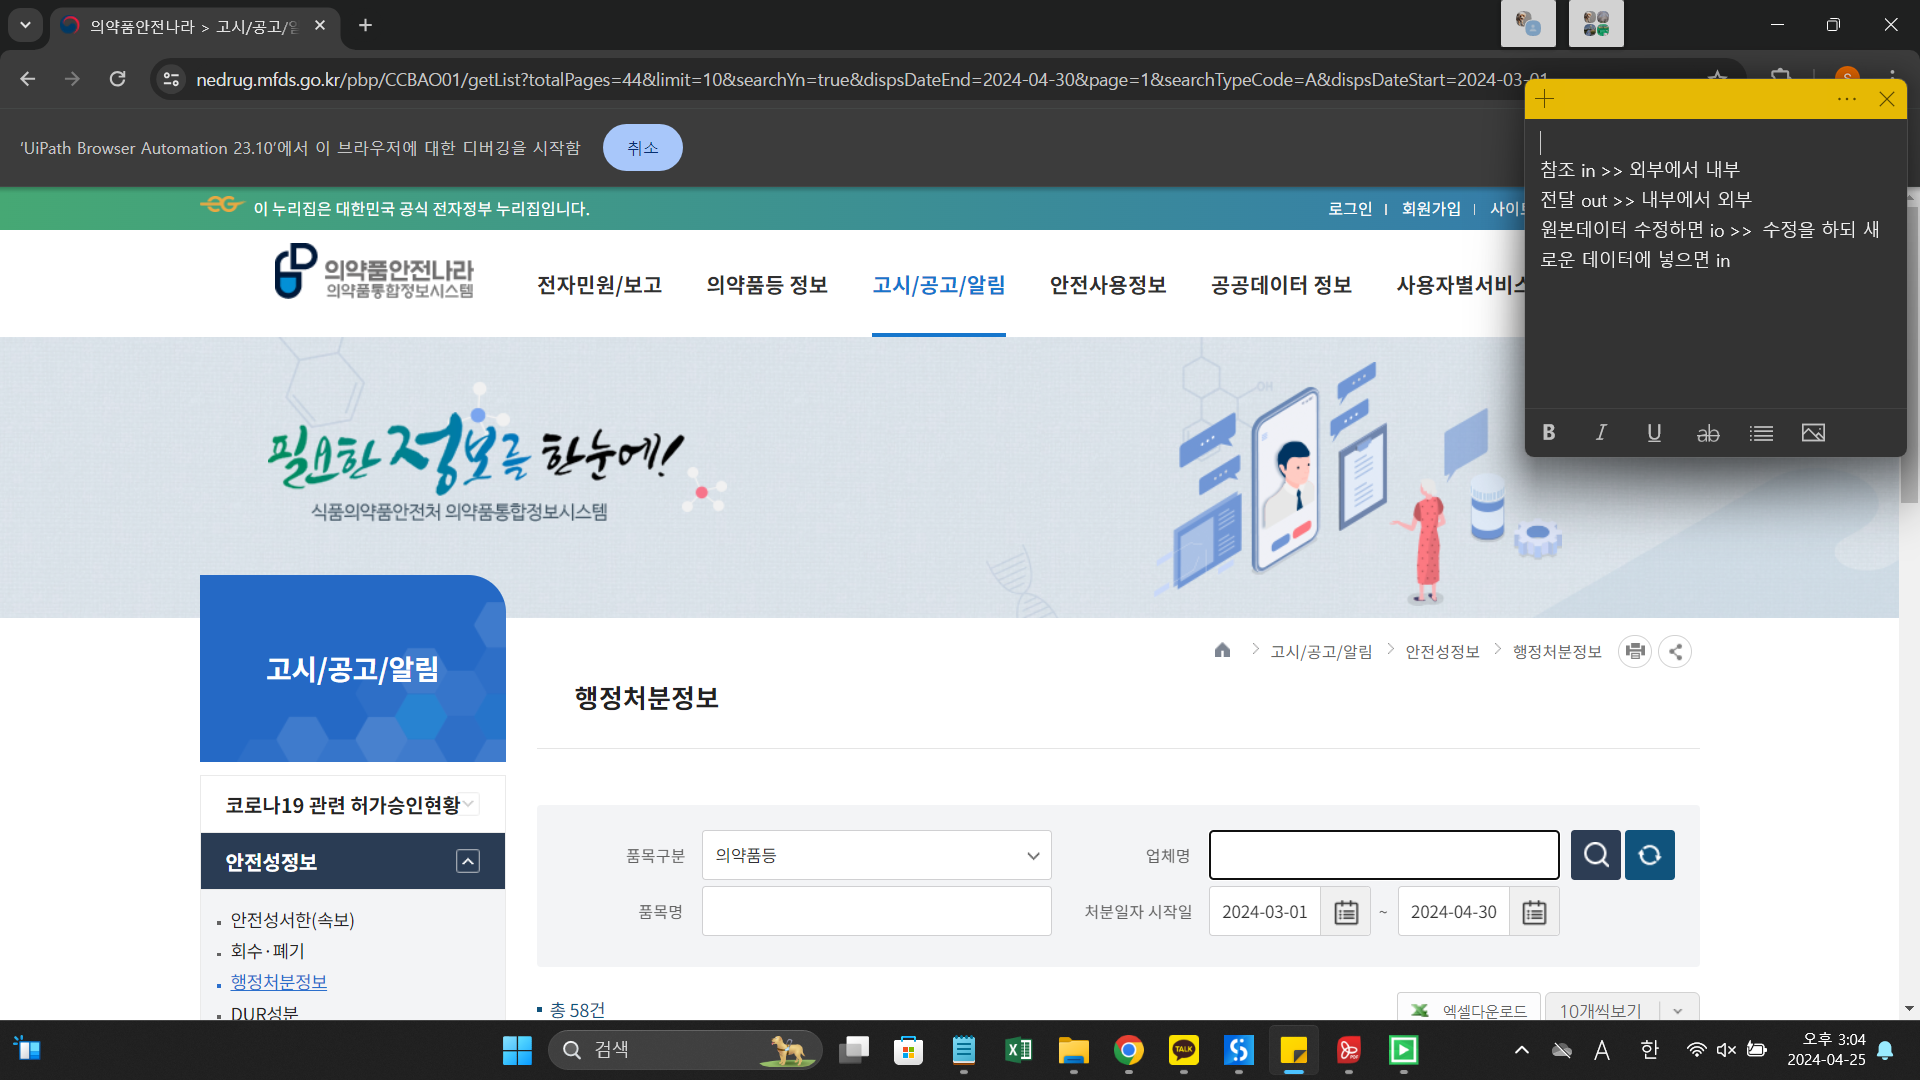 의약품안전나라 > 고시/공고/알
nedrug.mfds.go.kr/pbp/CCBAO01/getList?totalPages=44&limit=10&searchYn=true&dispsDateEnd=2024-04-30&page=1&searchTypeCode=A&dispsDateStart=2024-03-01
'UiPath Browser Automation 23.10'에서 이 브라우저에 대한 디버깅을 시작함
취소
참조 in >> 외부에서 내부
전달 out >> 내부에서 외부
원본데이터 수정하면 io >> 수정을 하되 새
로운 데이터에 넣으면 in
B I U ab
이 누리집은 대한민국 공식 전자정부 누리집입니다.
로그인 회원가입 사이트
의약품안전나라
의약품통합정보시스템
전자민원/보고 의약품등 정보 고시/공고/알림 안전사용정보 공공데이터 정보 사용자별서비스
필요한 정보를 한눈에!
식품의약품안전처 의약품통합정보시스템
고시/공고/알림
고시/공고/알림 > 안전성정보 > 행정처분정보
행정처분정보
코로나19 관련 허가승인현황
안전성정보
안전성서한(속보)
회수·폐기
행정처분정보
DUR성분
품목구분 의약품등 업체명
품목명 처분일자 시작일 2024-03-01 ~ 2024-04-30
총 58건
엑셀다운로드 10개씩보기
검색
TALK
PDF
A 한
오후 3:04
2024-04-25